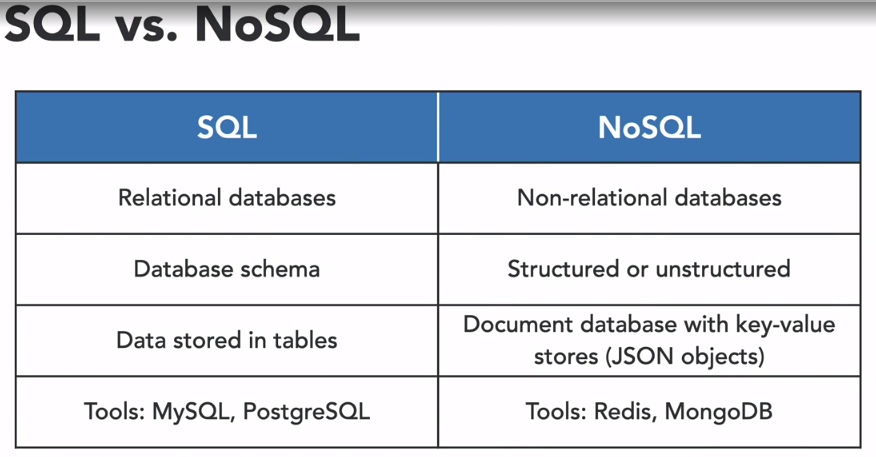 SQL vs. NoSQL
SQL
NoSQL
Relational databases
Non-relational databases
Database schema
Structured or unstructured
Data stored in tables
Document database with key-value
stores (JSON objects)
Tools: MySQL, PostgreSQL
Tools: Redis, MongoDB